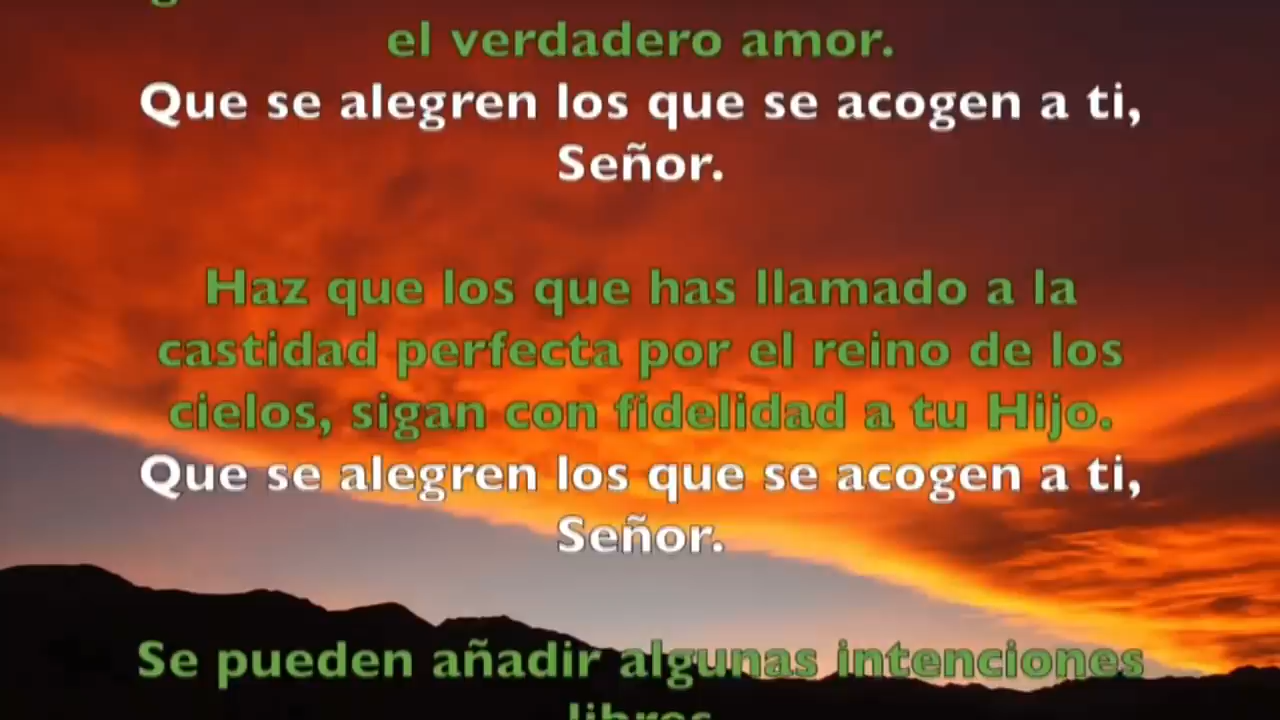 el verdadero amor.
Que se alegren los que se acogen a ti,
Señor.
Haz que los que has llamado a la
castidad perfecta por el reino de los
cielos, sigan con fidelidad a tu Hijo.
Que se alegren los que se acogen a ti,
Señor.
Se pueden añadir algunas intenciones
libres